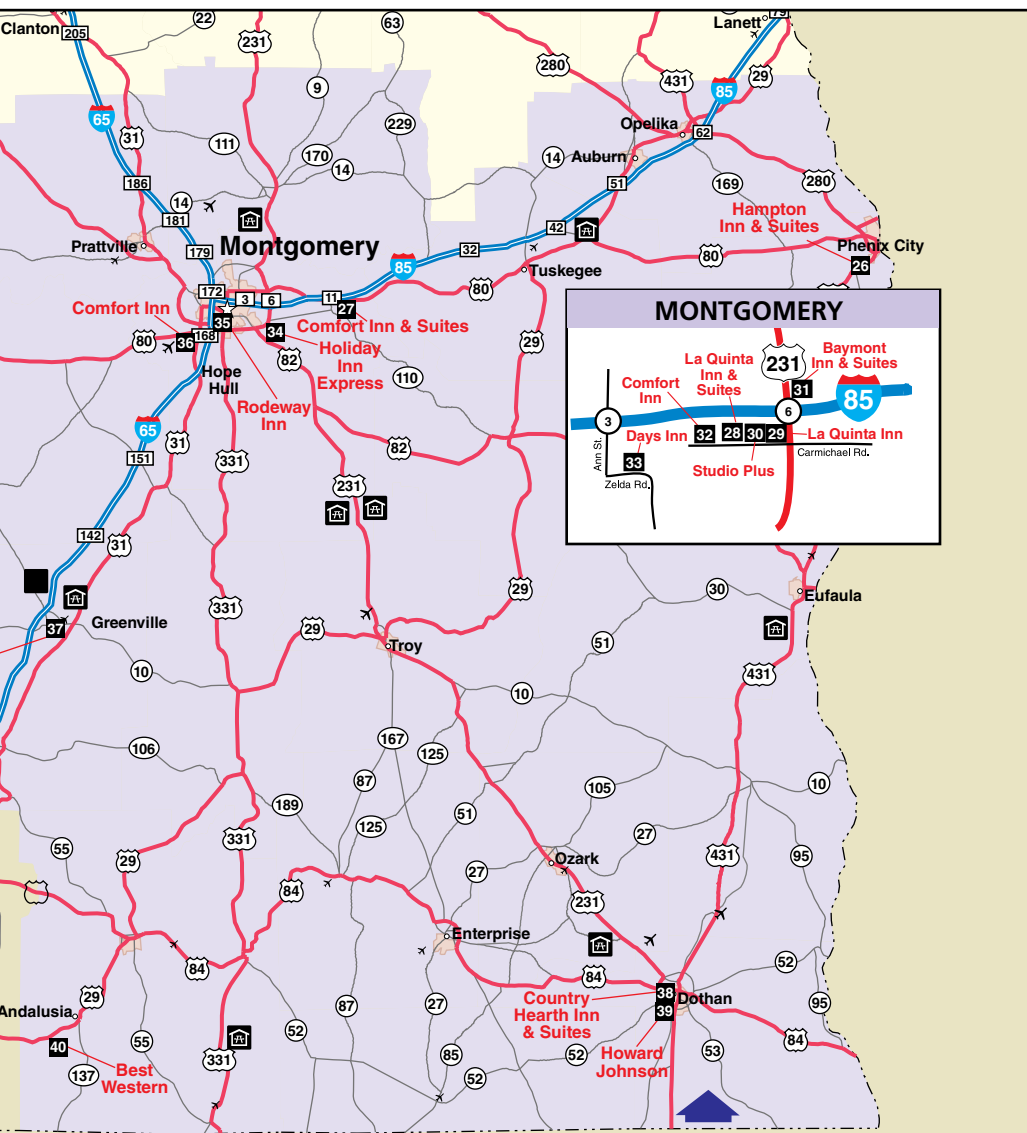 Clanton
205
22
63
Lanett
79
231
280
431
29
85
65
9
31
229
Opelika
62
111
170
14
14
Auburn
186
51
169
280
14
181
Hampton
Inn & Suites
42
Prattville
179
Montgomery
32
80
Phenix City
85
26
Tuskegee
172
3
6
11
80
27
Comfort Inn
35
Comfort Inn & Suites
34
168
80
36
Holiday
Inn
Express
82
29
Hope
Hull
110
Rodeway
Inn
65
31
331
82
151
231
142
31
331
29
30
Eufaula
37
Greenville
29
Troy
51
10
431
10
106
167
125
87
105
10
189
51
125
331
27
55
29
431
95
Ozark
27
84
231
Enterprise
84
84
52
29
38
Dothan
Country
Hearth Inn
& Suites
39
Andalusia
87
27
95
52
55
84
40
Best
Western
331
85
52
Howard
Johnson
53
137
52
MONTGOMERY
231
La Quinta
Inn &
Suites
Baymont
Inn & Suites
31
Comfort
Inn
85
6
3
Days Inn
32
28
30
29
La Quinta Inn
Ann St.
33
Carmichael Rd.
Studio Plus
Zelda Rd.